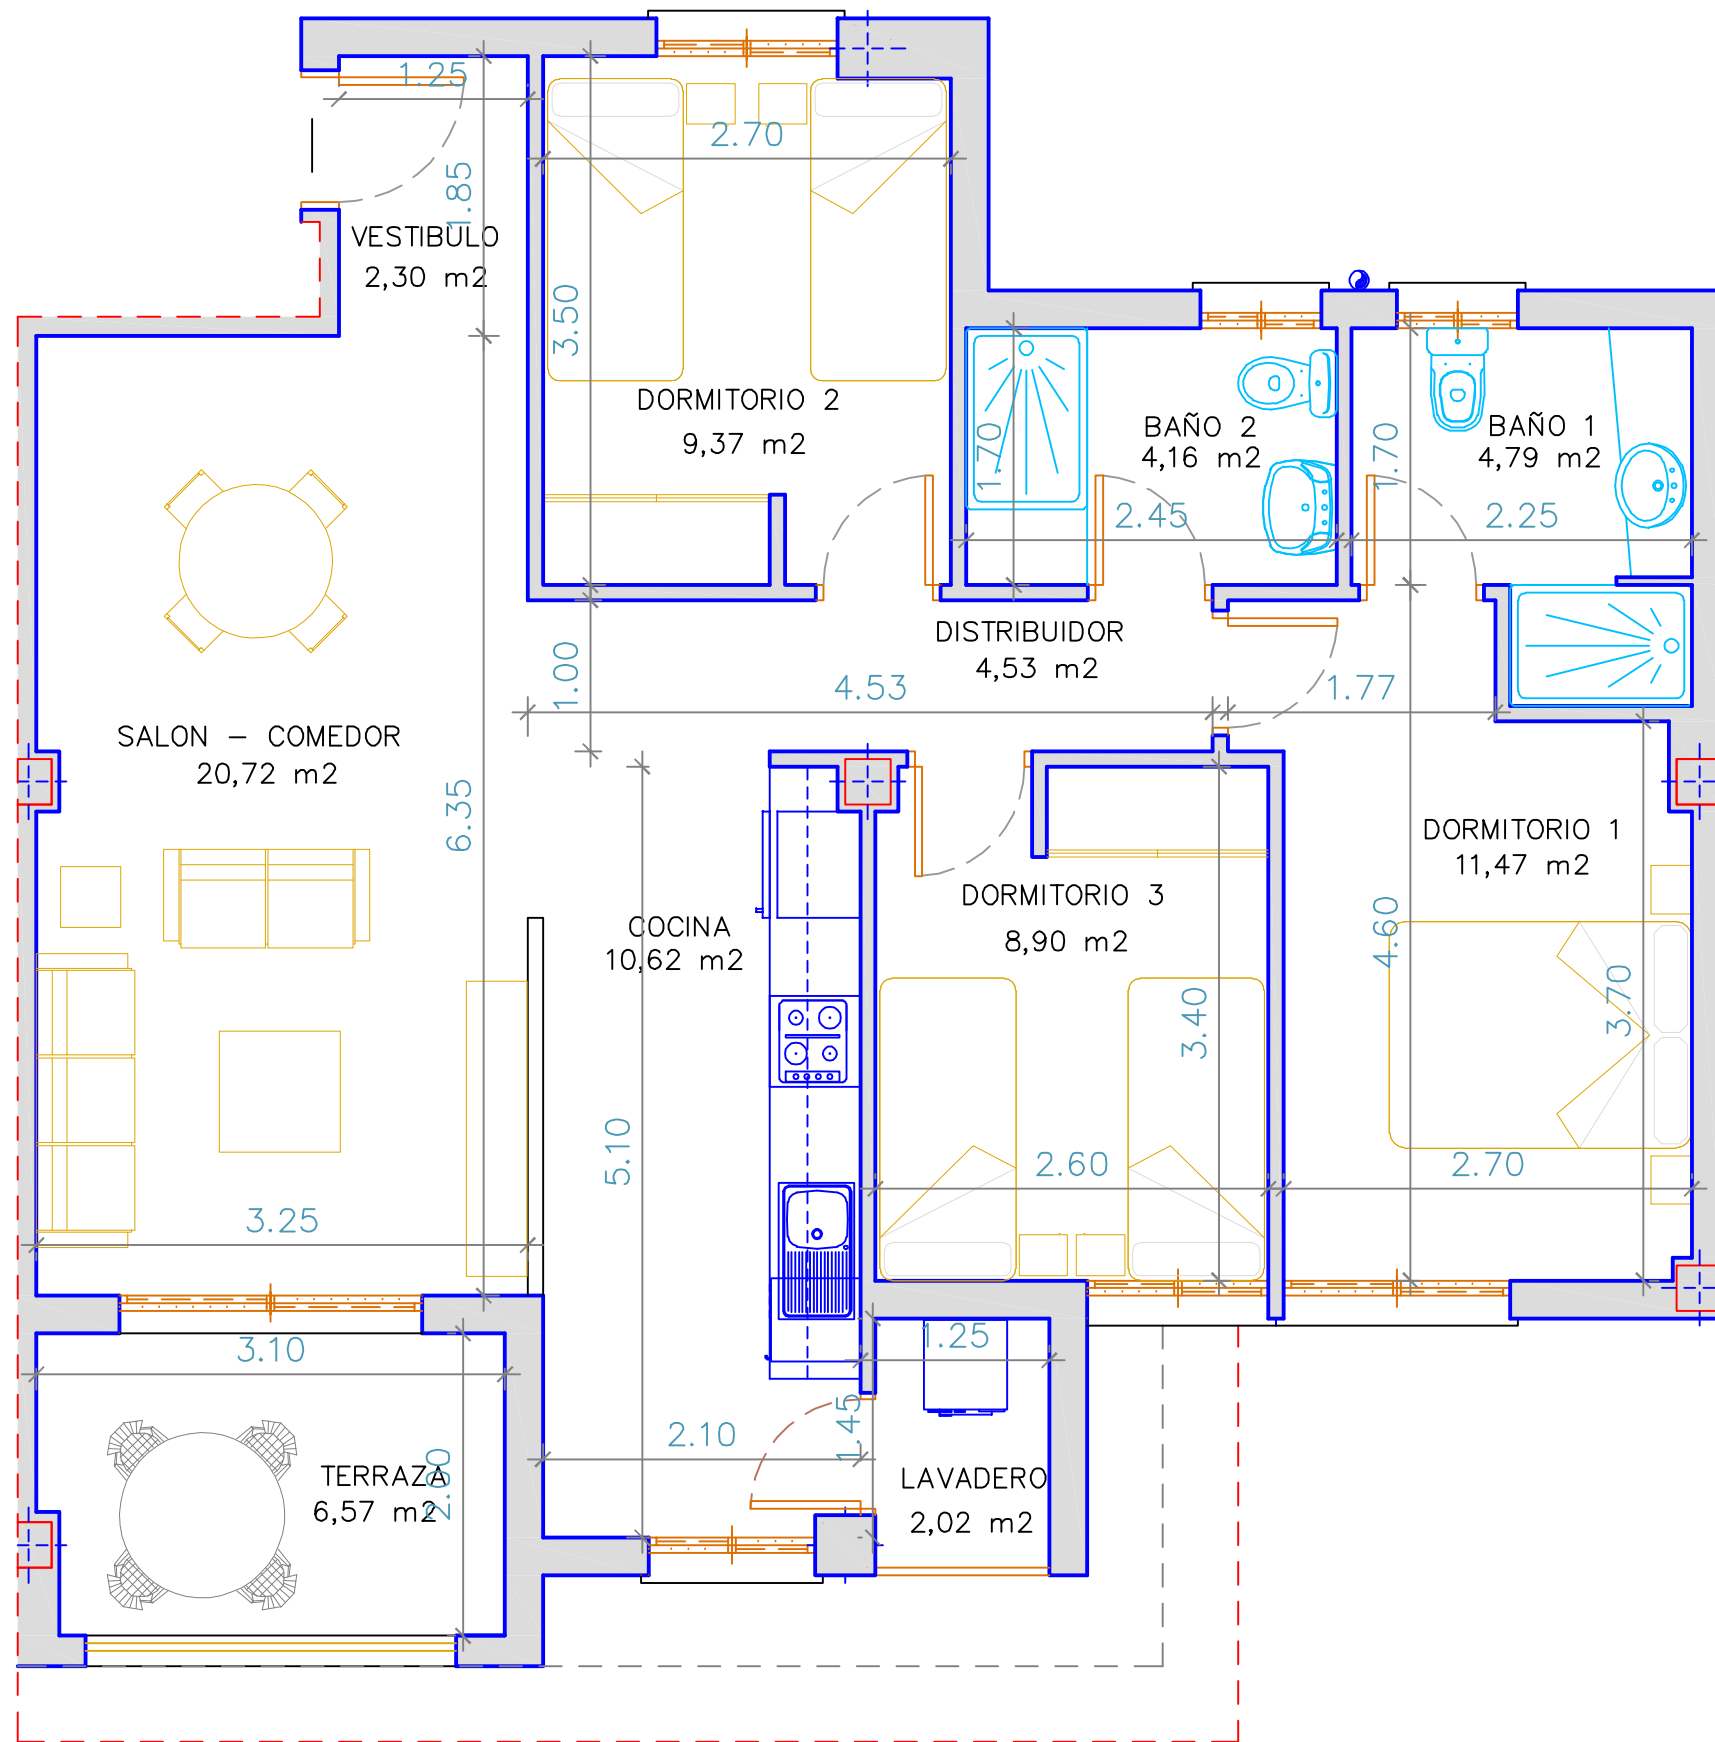 1.25
2.70
1.85
VESTIBULO
2,30 m2
3.50
DORMITORIO 2
9,37 m2
1.70
BAÑO 2
4,16 m2
2.45
1.70
BAÑO 1
4,79 m2
2.25
DISTRIBUIDOR
4,53 m2
1.00
4.53
1.77
SALON - COMEDOR
20,72 m2
6.35
DORMITORIO 1
11,47 m2
DORMITORIO 3
8,90 m2
COCINA
10,62 m2
4.60
3.70
3.40
5.10
2.60
2.70
3.25
3.10
1.25
2.10
1.45
TERRAZA
6,57 m2
2.00
LAVADERO
2,02 m2